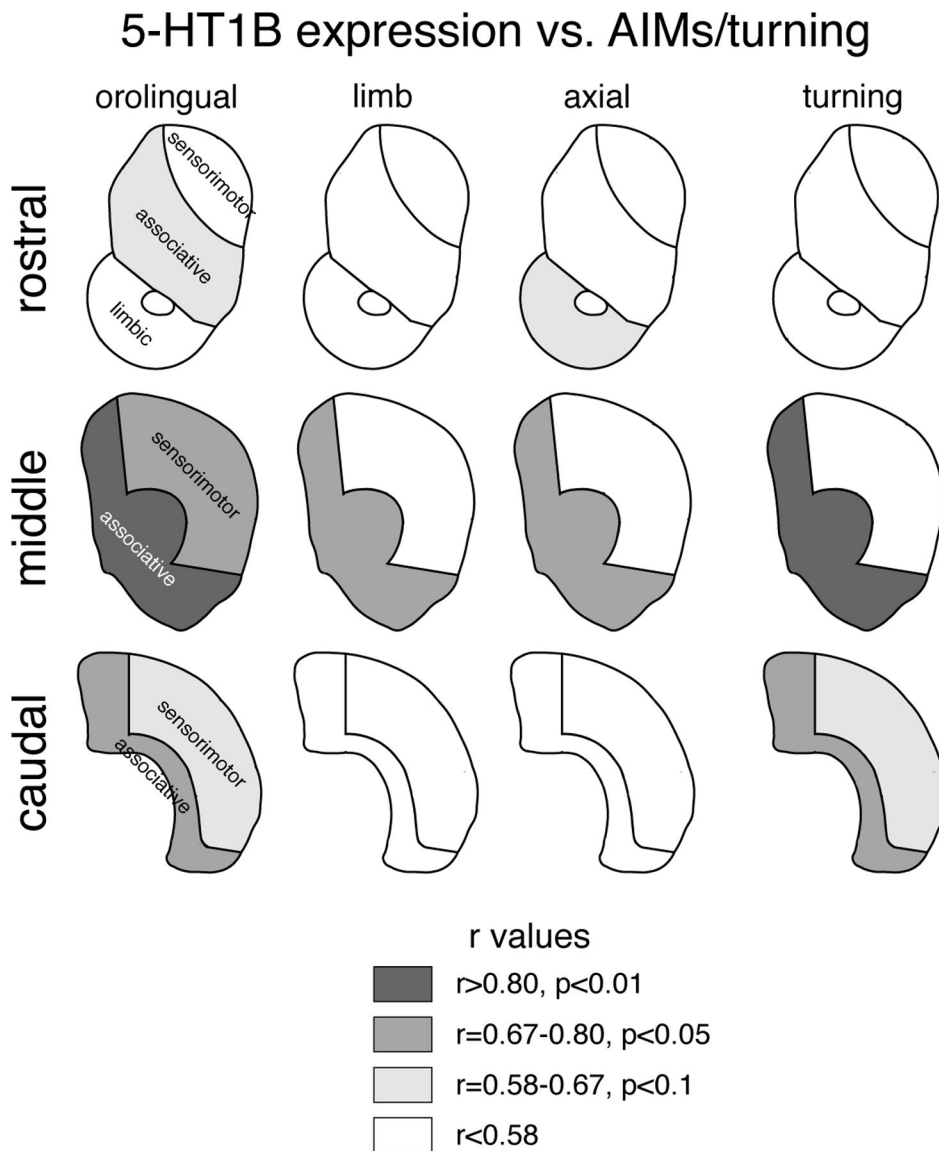 5-HT1B expression vs. AIMs/turning
orolingual limb axial turning
rostral
sensorimotor
associative
limbic
middle
sensorimotor
associative
caudal
sensorimotor
associative
r values
r>0.80, p<0.01
r=0.67-0.80, p<0.05
r=0.58-0.67, p<0.1
r<0.58